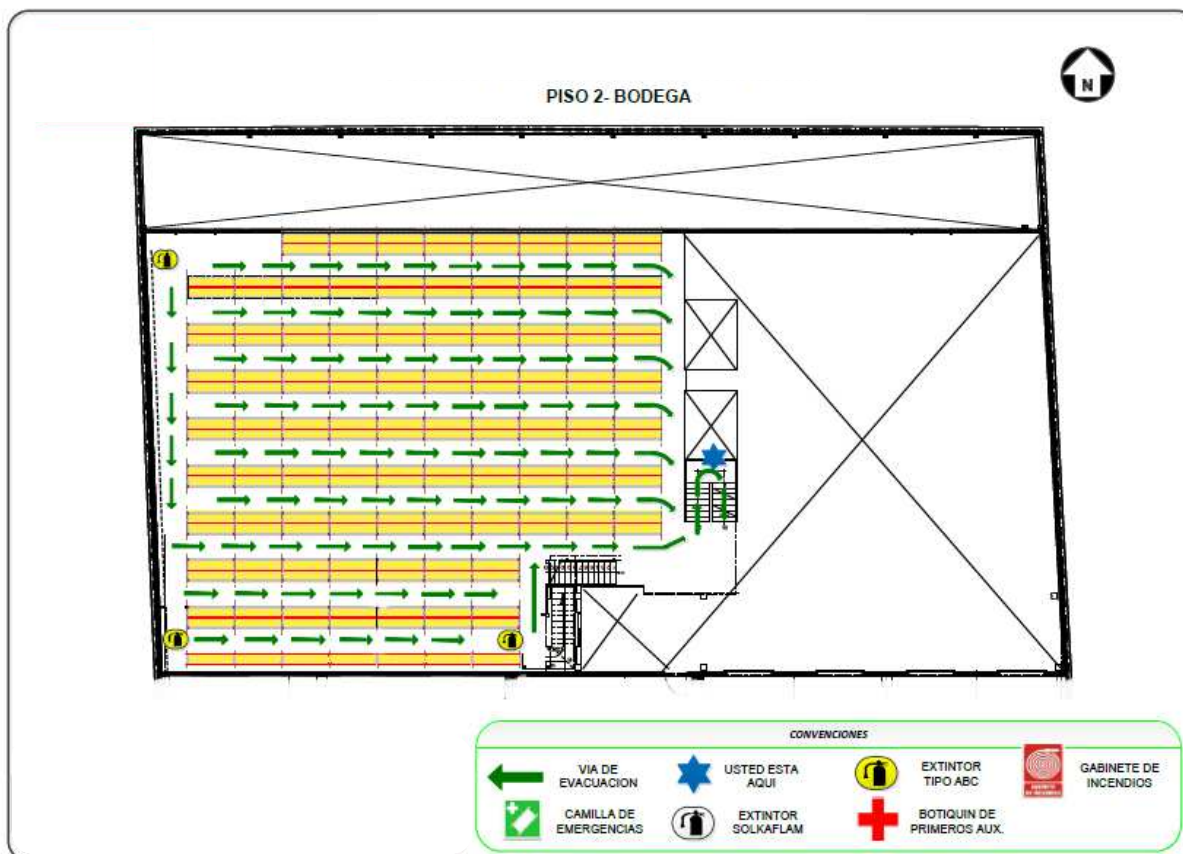 N
PISO 2- BODEGA
CONVENCIONES
VIA DE
EVACUACION
USTED ESTA
AQUI
EXTINTOR
TIPO ABC
GABINETE DE
INCENDIOS
CAMILLA DE
EMERGENCIAS
EXTINTOR
SOLKAFLAM
BOTIQUIN DE
PRIMEROS AUX.